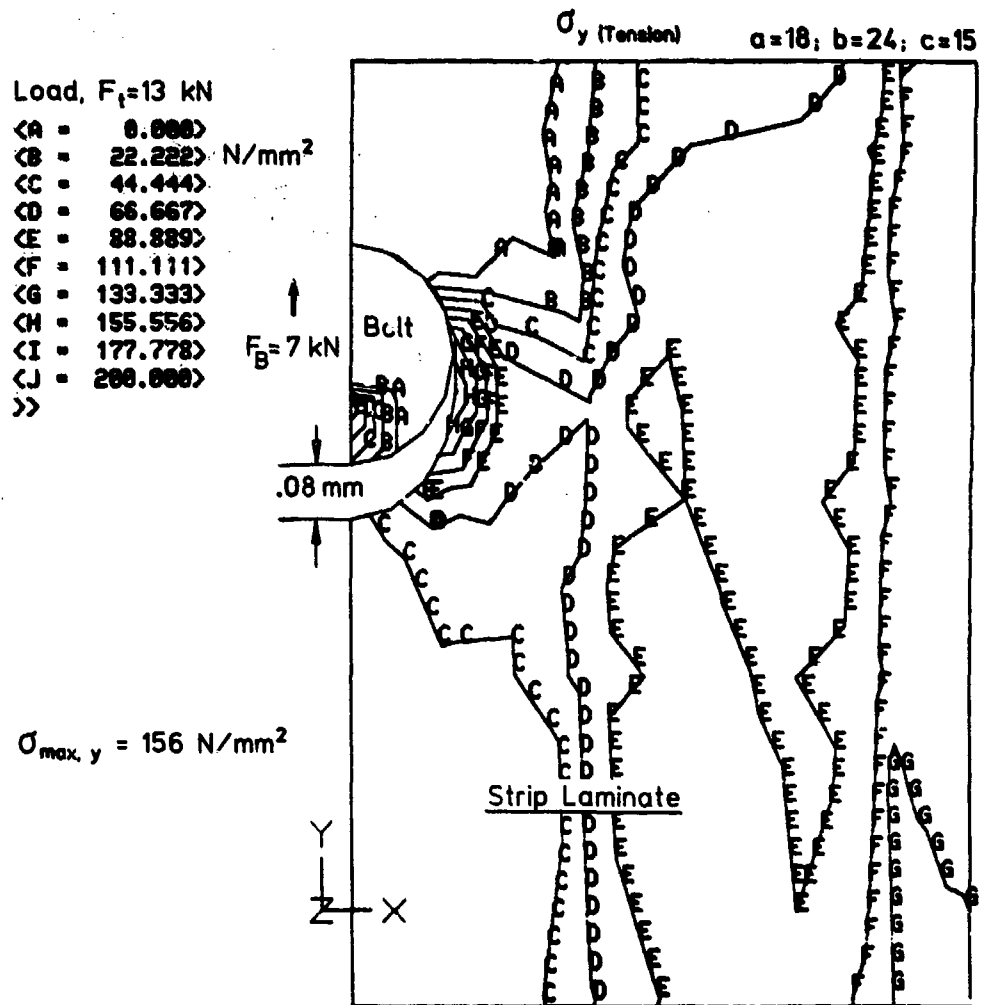 σy (Tension)
a=18; b=24; c=15
Load, Ft=13 kN
<A = 0.000>
<B = 22.222> N/mm²
<C = 44.444>
<D = 66.667>
<E = 88.889>
<F = 111.111>
<G = 133.333>
<H = 155.556>
<I = 177.778>
<J = 200.000>
>>
Bolt
FB=7 kN
.08 mm
σmax, y = 156 N/mm²
Strip Laminate
Y
Z X